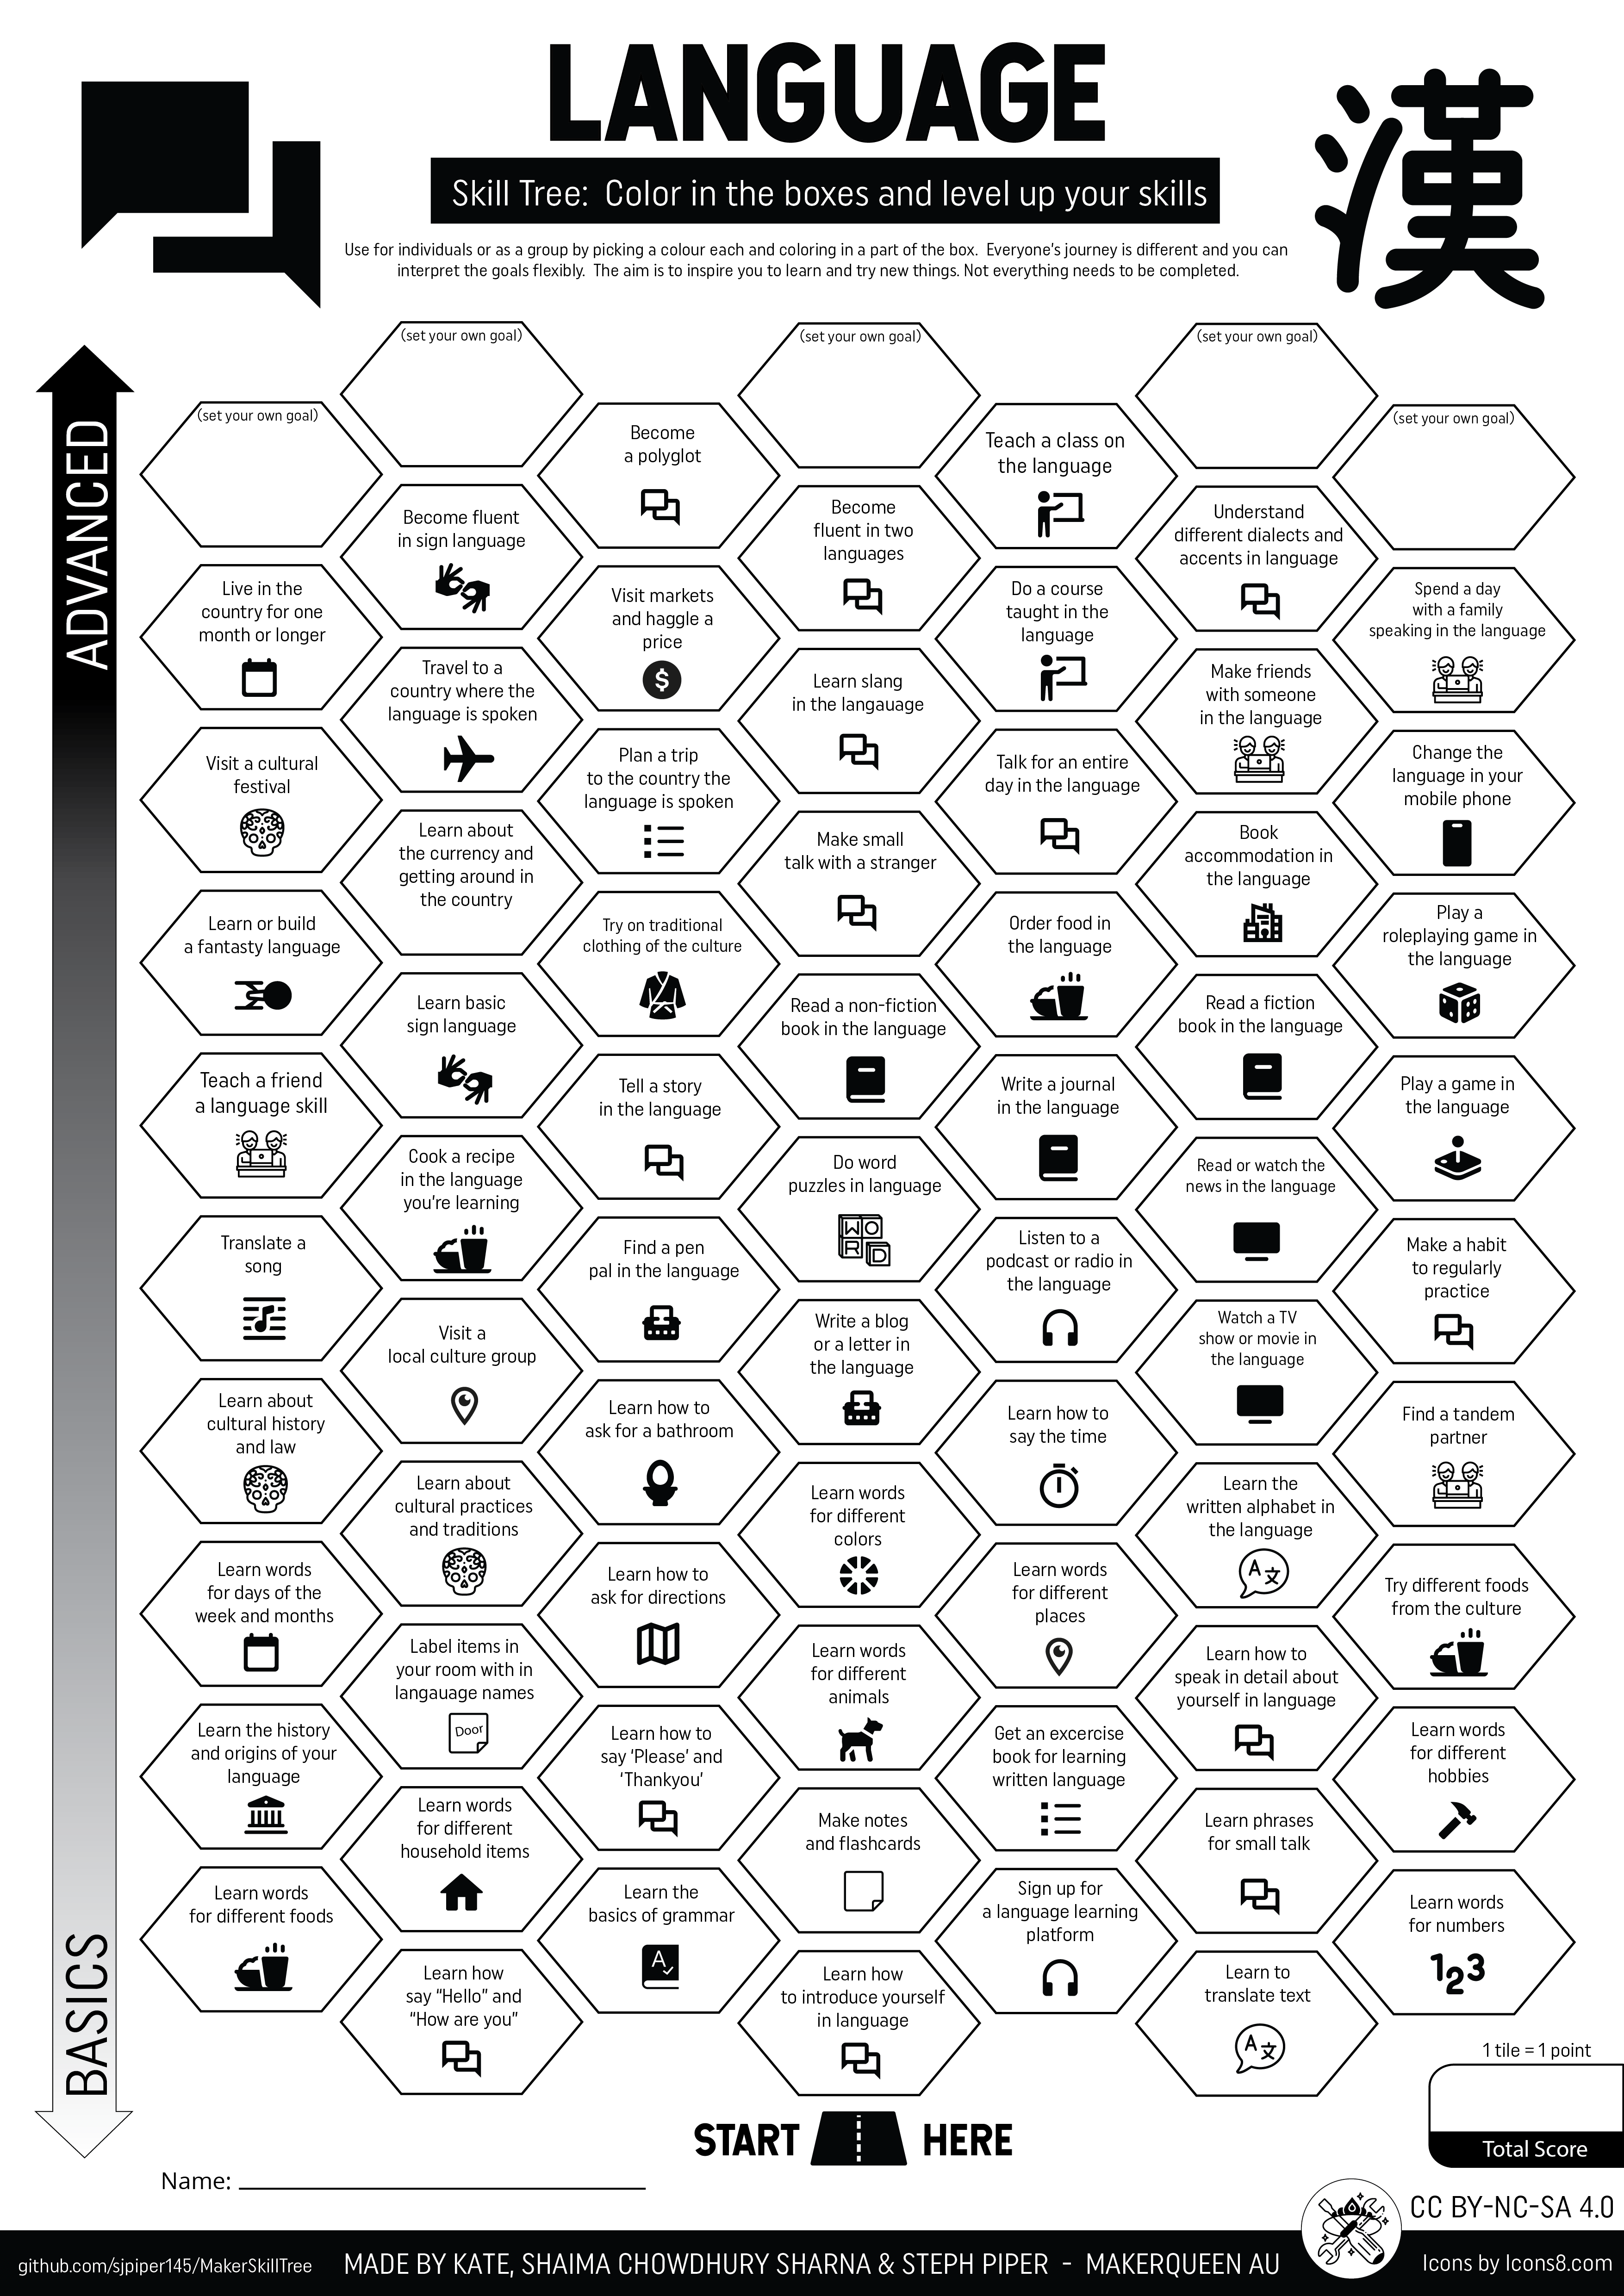 LANGUAGE
漢
Skill Tree: Color in the boxes and level up your skills
Use for individuals or as a group by picking a colour each and coloring in a part of the box. Everyone's journey is different and you can
interpret the goals flexibly. The aim is to inspire you to learn and try new things. Not everything needs to be completed.
ADVANCED
(set your own goal)
(set your own goal)
(set your own goal)
(set your own goal)
Become
a polyglot
Teach a class on
the language
(set your own goal)
Become fluent
in sign language
Become
fluent in two
languages
Understand
different dialects and
accents in language
Live in the
country for one
month or longer
Visit markets
and haggle a
price
Do a course
taught in the
language
Spend a day
with a family
speaking in the language
Travel to a
country where the
language is spoken
Learn slang
in the langauage
Make friends
with someone
in the language
Visit a cultural
festival
Plan a trip
to the country the
language is spoken
Talk for an entire
day in the language
Change the
language in your
mobile phone
Learn about
the currency and
getting around in
the country
Make small
talk with a stranger
Book
accommodation in
the language
Learn or build
a fantasty language
Try on traditional
clothing of the culture
Order food in
the language
Play a
roleplaying game in
the language
Learn basic
sign language
Read a non-fiction
book in the language
Read a fiction
book in the language
Teach a friend
a language skill
Tell a story
in the language
Write a journal
in the language
Play a game in
the language
Cook a recipe
in the language
you're learning
Do word
puzzles in language
WO
RD
Read or watch the
news in the language
Translate a
song
Find a pen
pal in the language
Listen to a
podcast or radio in
the language
Make a habit
to regularly
practice
Visit a
local culture group
Write a blog
or a letter in
the language
Watch a TV
show or movie in
the language
Learn about
cultural history
and law
Learn how to
ask for a bathroom
Learn how to
say the time
Find a tandem
partner
Learn about
cultural practices
and traditions
Learn words
for different
colors
Learn the
written alphabet in
the language
A文
Learn words
for days of the
week and months
Learn how to
ask for directions
Learn words
for different
places
Try different foods
from the culture
Label items in
your room with in
langauage names
Door
Learn words
for different
animals
Learn how to
speak in detail about
yourself in language
Learn the history
and origins of your
language
Learn how to
say 'Please' and
'Thankyou'
Get an excercise
book for learning
written language
Learn words
for different
hobbies
Learn words
for different
household items
Make notes
and flashcards
Learn phrases
for small talk
Learn words
for different foods
Learn the
basics of grammar
A
Sign up for
a language learning
platform
Learn words
for numbers
123
Learn how
say “Hello” and
“How are you”
Learn how
to introduce yourself
in language
Learn to
translate text
A文
BASICS
START HERE
1 tile = 1 point
Total Score
Name:
CC BY-NC-SA 4.0
github.com/sjpiper145/MakerSkillTree
MADE BY KATE, SHAIMA CHOWDHURY SHARNA & STEPH PIPER - MAKERQUEEN AU
Icons by Icons8.com